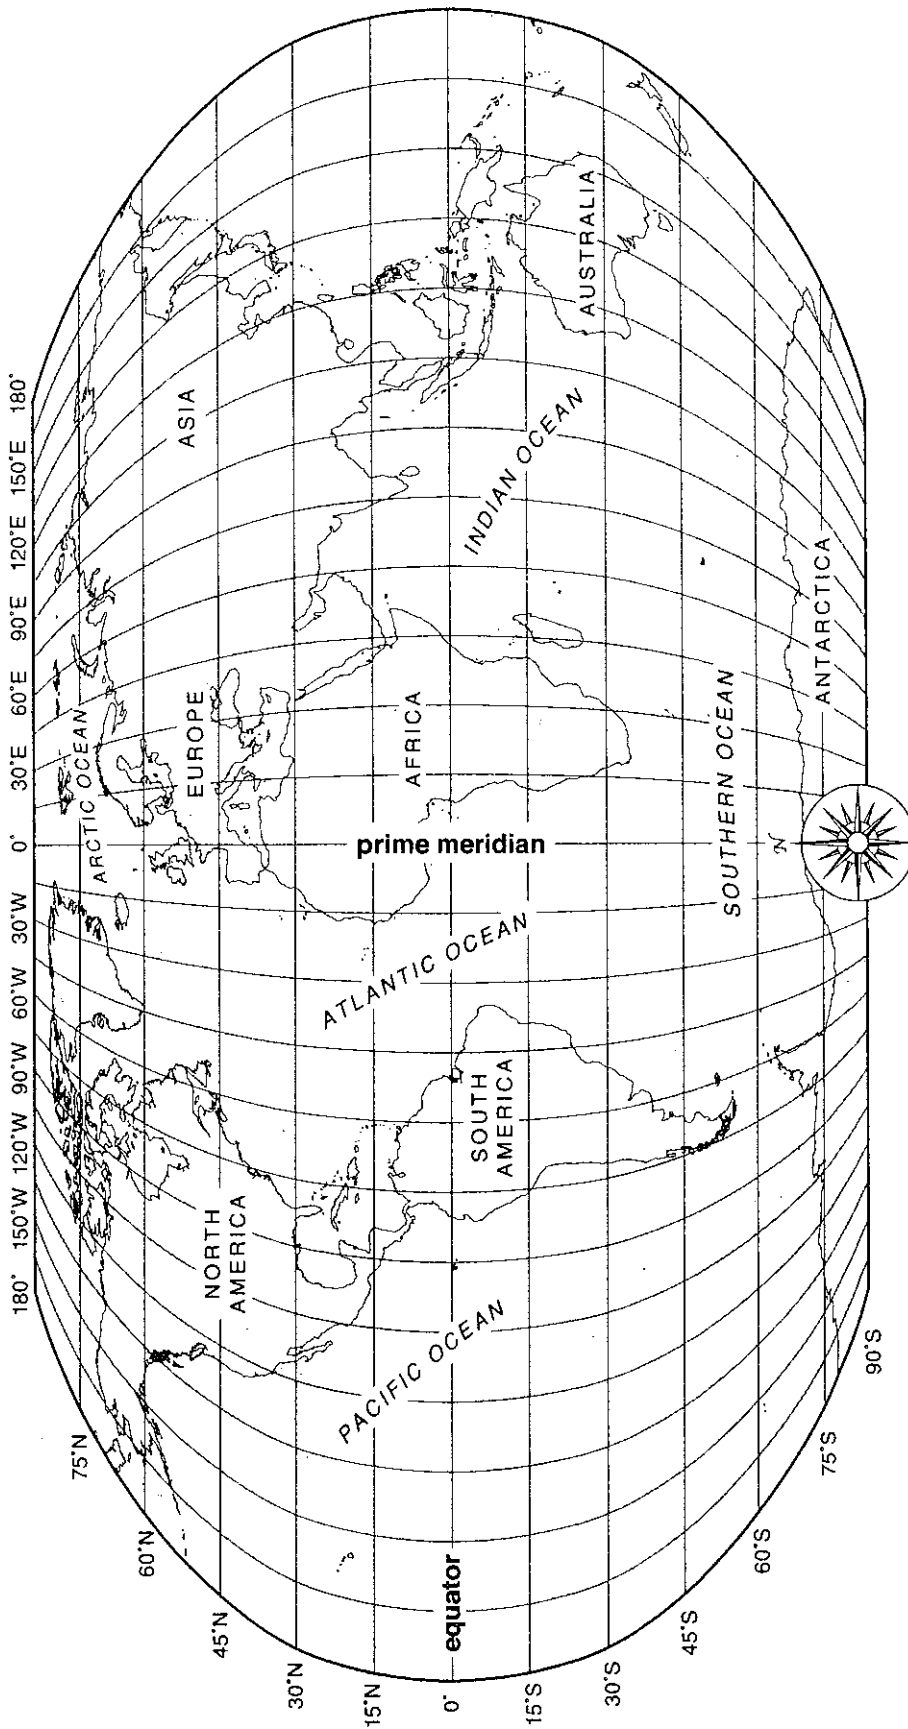 180°
150°W
120°W
90°W
60°W
30°W
0°
30°E
60°E
90°E
120°E
150°E
180°
75°N
60°N
45°N
30°N
15°N
0°
15°S
30°S
45°S
60°S
75°S
90°S
ARCTIC OCEAN
EUROPE
ASIA
NORTH
AMERICA
AFRICA
prime meridian
ATLANTIC OCEAN
PACIFIC OCEAN
equator
SOUTH
AMERICA
INDIAN OCEAN
AUSTRALIA
SOUTHERN OCEAN
ANTARCTICA
N